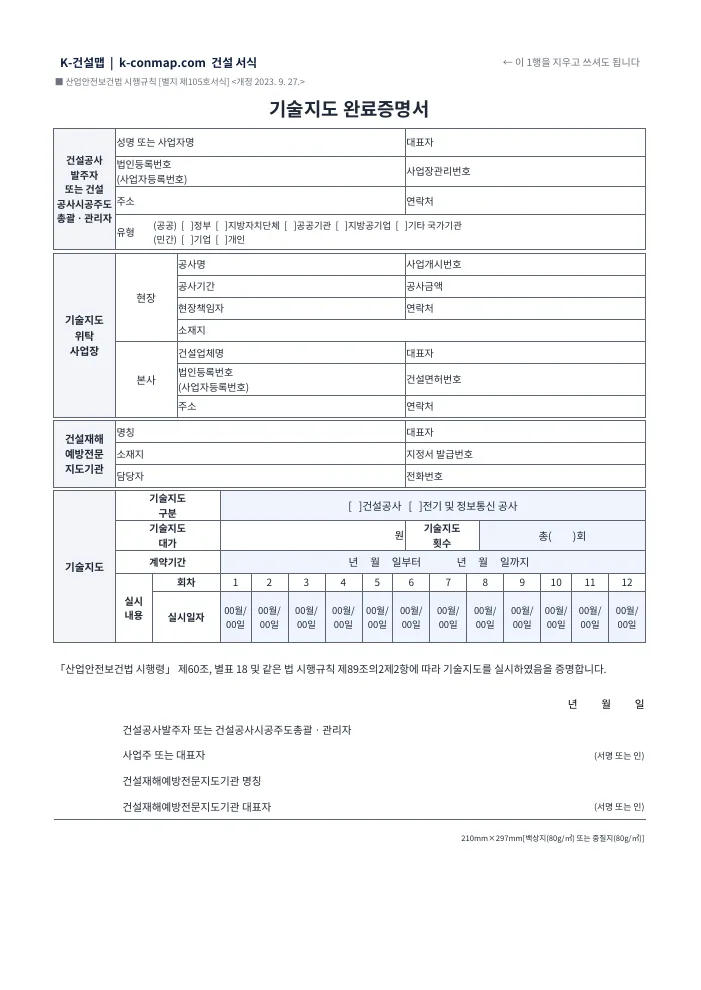 K-건설맵 | k-conmap.com 건설 서식
← 이 1행을 지우고 쓰셔도 됩니다
■ 산업안전보건법 시행규칙 [별지 제105호서식] <개정 2023. 9. 27.>
기술지도 완료증명서
건설공사
발주자
또는 건설
공사시공주도
총괄ㆍ관리자
성명 또는 사업자명
대표자
법인등록번호
(사업자등록번호)
사업장관리번호
주소
연락처
유형
(공공) [ ]정부 [ ]지방자치단체 [ ]공공기관 [ ]지방공기업 [ ]기타 국가기관
(민간) [ ]기업 [ ]개인
기술지도
위탁
사업장
현장
공사명
사업개시번호
공사기간
공사금액
현장책임자
연락처
소재지
본사
건설업체명
대표자
법인등록번호
(사업자등록번호)
건설면허번호
주소
연락처
건설재해
예방전문
지도기관
명칭
대표자
소재지
지정서 발급번호
담당자
전화번호
기술지도
기술지도
구분
[ ]건설공사 [ ]전기 및 정보통신 공사
기술지도
대가
원
기술지도
횟수
총( )회
계약기간
년 월 일부터 년 월 일까지
실시
내용
회차
1 2 3 4 5 6 7 8 9 10 11 12
실시일자
00월/ 00월/ 00월/ 00월/ 00월/ 00월/ 00월/ 00월/ 00월/ 00월/ 00월/ 00월/
00일 00일 00일 00일 00일 00일 00일 00일 00일 00일 00일 00일
「산업안전보건법 시행령」 제60조, 별표 18 및 같은 법 시행규칙 제89조의2제2항에 따라 기술지도를 실시하였음을 증명합니다.
년 월 일
건설공사발주자 또는 건설공사시공주도총괄ㆍ관리자
사업주 또는 대표자
(서명 또는 인)
건설재해예방전문지도기관 명칭
건설재해예방전문지도기관 대표자
(서명 또는 인)
210mm×297mm[백상지(80g/㎡) 또는 중질지(80g/㎡)]